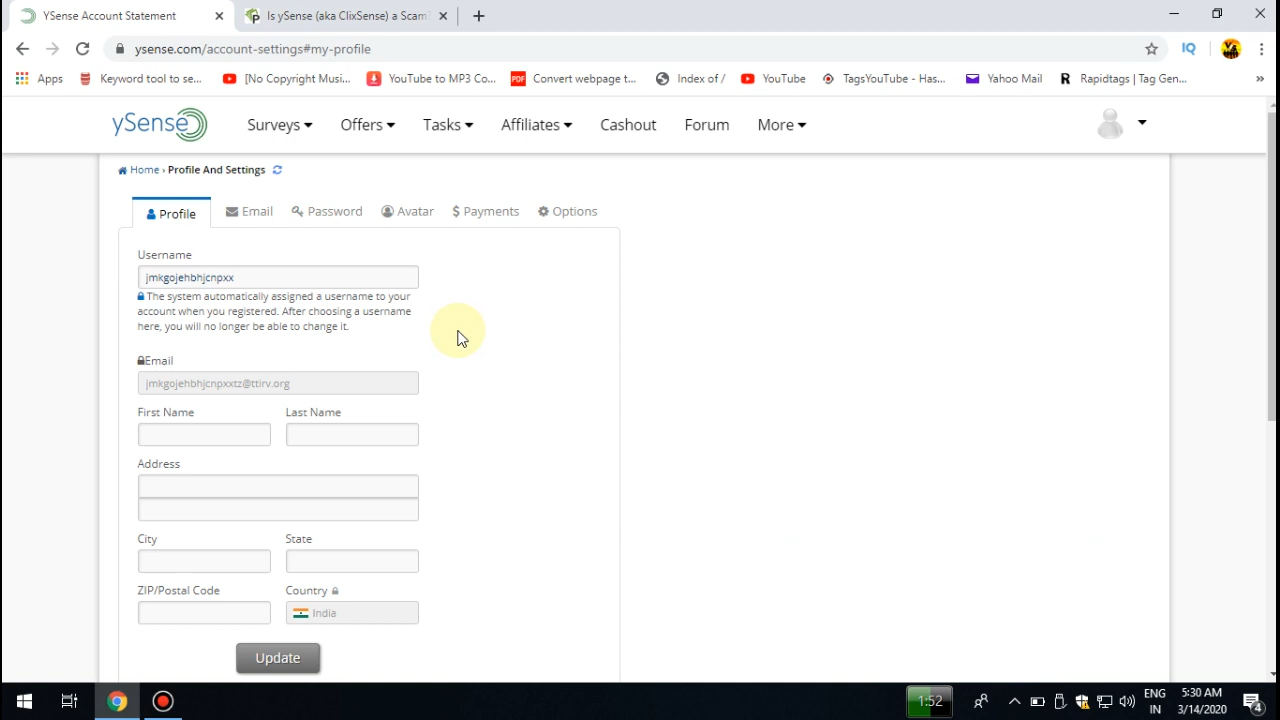 YSense Account Statement
Is ySense (aka ClixSense) a Scam
ysense.com/account-settings#my-profile
IQ
Apps
Keyword tool to se...
[No Copyright Musi...
YouTube to MP3 Co...
PDF
Convert webpage t...
Index of /
YouTube
TagsYouTube - Has...
Yahoo Mail
R
Rapidtags | Tag Gen...
»
ySense
Surveys
Offers
Tasks
Affiliates
Cashout
Forum
More
Home › Profile And Settings
Profile
Email
Password
Avatar
$ Payments
Options
Username
jmkgojehbhjcnpxx
The system automatically assigned a username to your
account when you registered. After choosing a username
here, you will no longer be able to change it.
Email
jmkgojehbhjcnpxxtz@ttirv.org
First Name
Last Name
Address
City
State
ZIP/Postal Code
Country
India
Update
1:52
ENG
IN
5:30 AM
3/14/2020
4